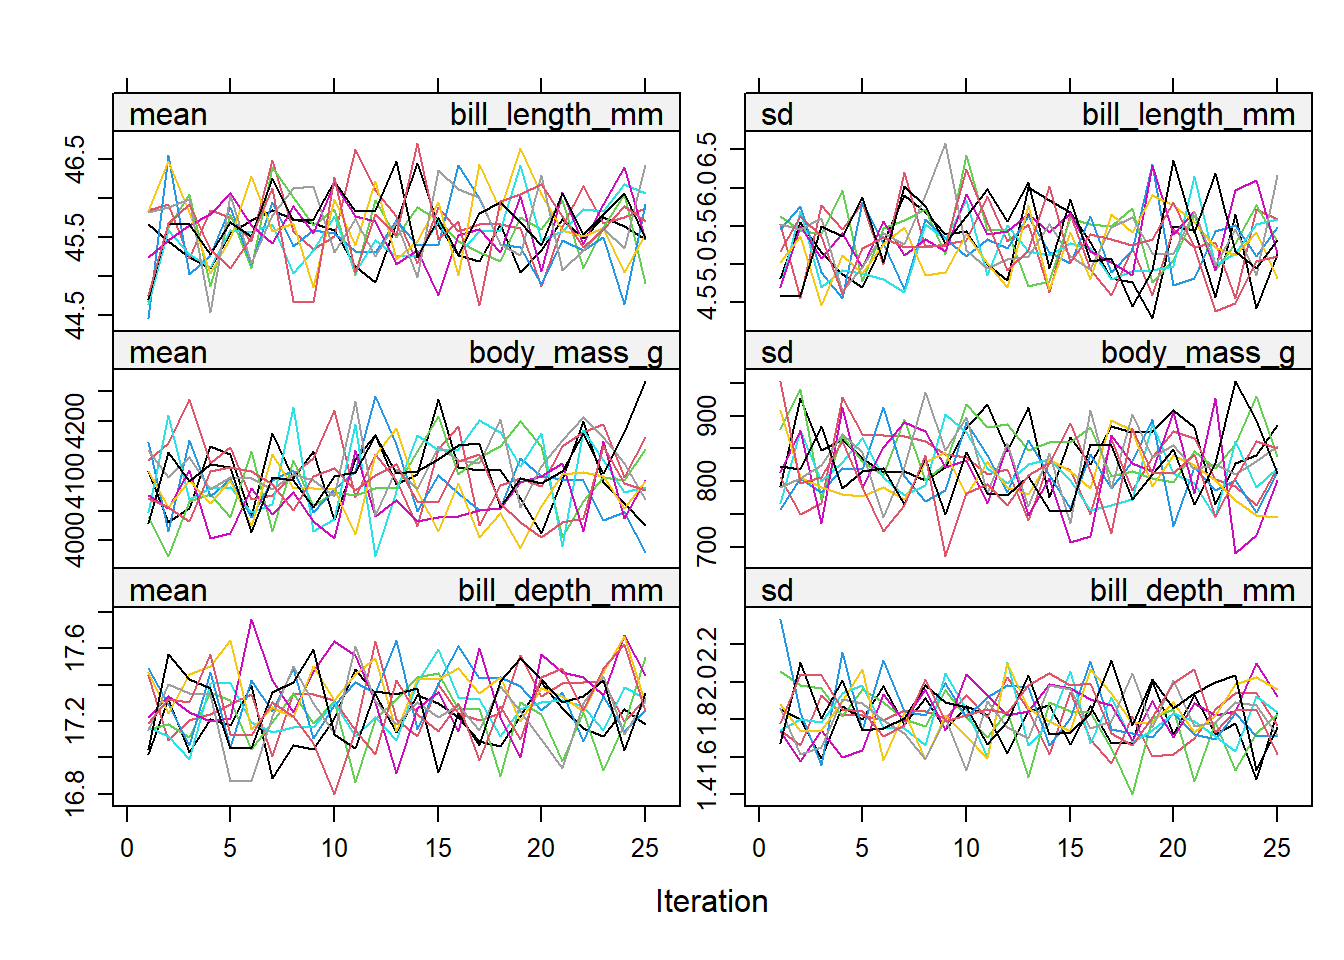 mean bill_length_mm
sd bill_length_mm
44.5 45.5 46.5
4.5 5.0 5.5 6.0 6.5
mean body_mass_g
sd body_mass_g
4000 4100 4200
700 800 900
mean bill_depth_mm
sd bill_depth_mm
16.8 17.2 17.6
1.4 1.6 1.8 2.0 2.2
0 5 10 15 20 25
0 5 10 15 20 25
Iteration